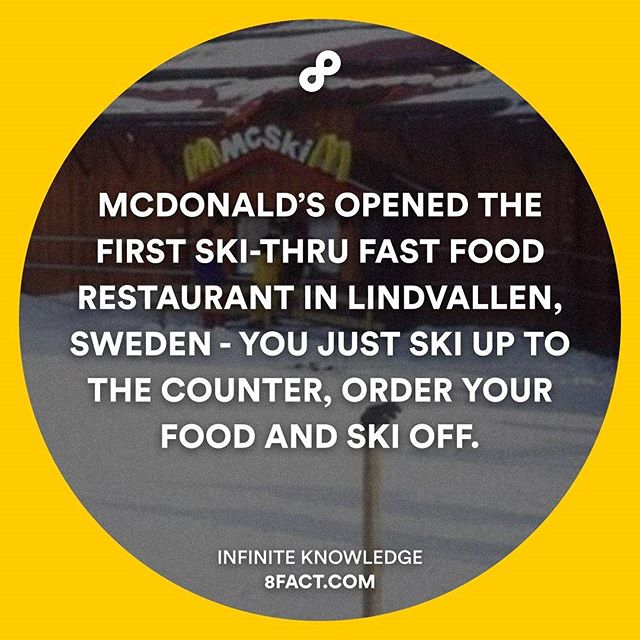 McSki
MCDONALD'S OPENED THE
FIRST SKI-THRU FAST FOOD
RESTAURANT IN LINDVALLEN,
SWEDEN - YOU JUST SKI UP TO
THE COUNTER, ORDER YOUR
FOOD AND SKI OFF.
INFINITE KNOWLEDGE
8FACT.COM